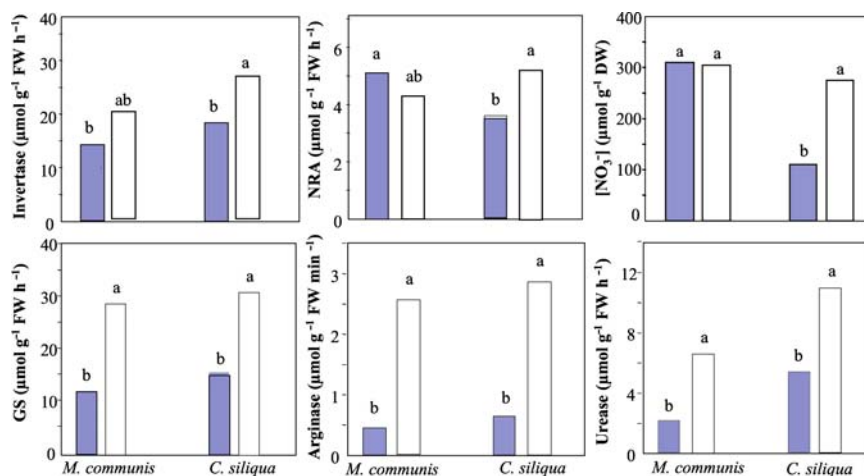 Invertase (µmol g⁻¹ FW h⁻¹)
40
30
20
10
0
b
ab
b
a
NRA (µmol g⁻¹ FW h⁻¹)
6
4
2
0
a
ab
b
a
[NO₃⁻] (µmol g⁻¹ DW)
400
300
200
100
0
a
a
b
a
GS (µmol g⁻¹ FW h⁻¹)
40
30
15
10
0
b
a
b
a
M. communis
C. siliqua
Arginase (µmol g⁻¹ FW min⁻¹)
3
2
1
0
b
a
b
a
M. communis
C. siliqua
Urease (µmol g⁻¹ FW h⁻¹)
12
8
4
0
b
a
b
a
M. communis
C. siliqua